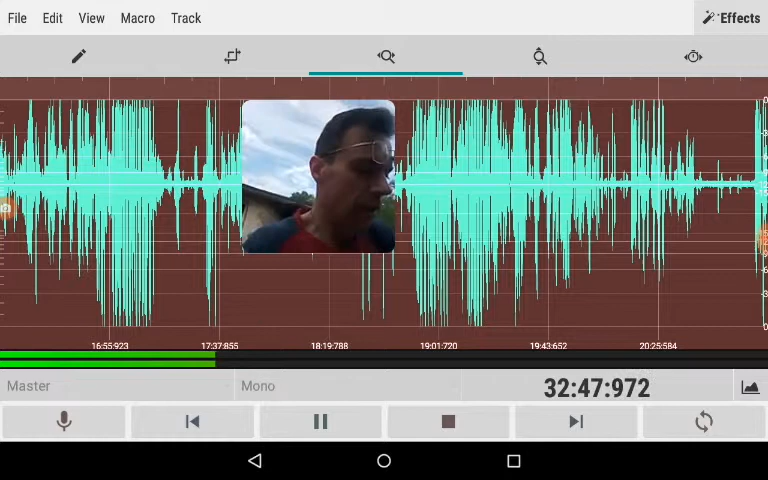 File Edit View Macro Track Effects
16:55:923 17:37:855 18:19:788 19:01:720 19:43:652 20:25:584
Master Mono 32:47:972